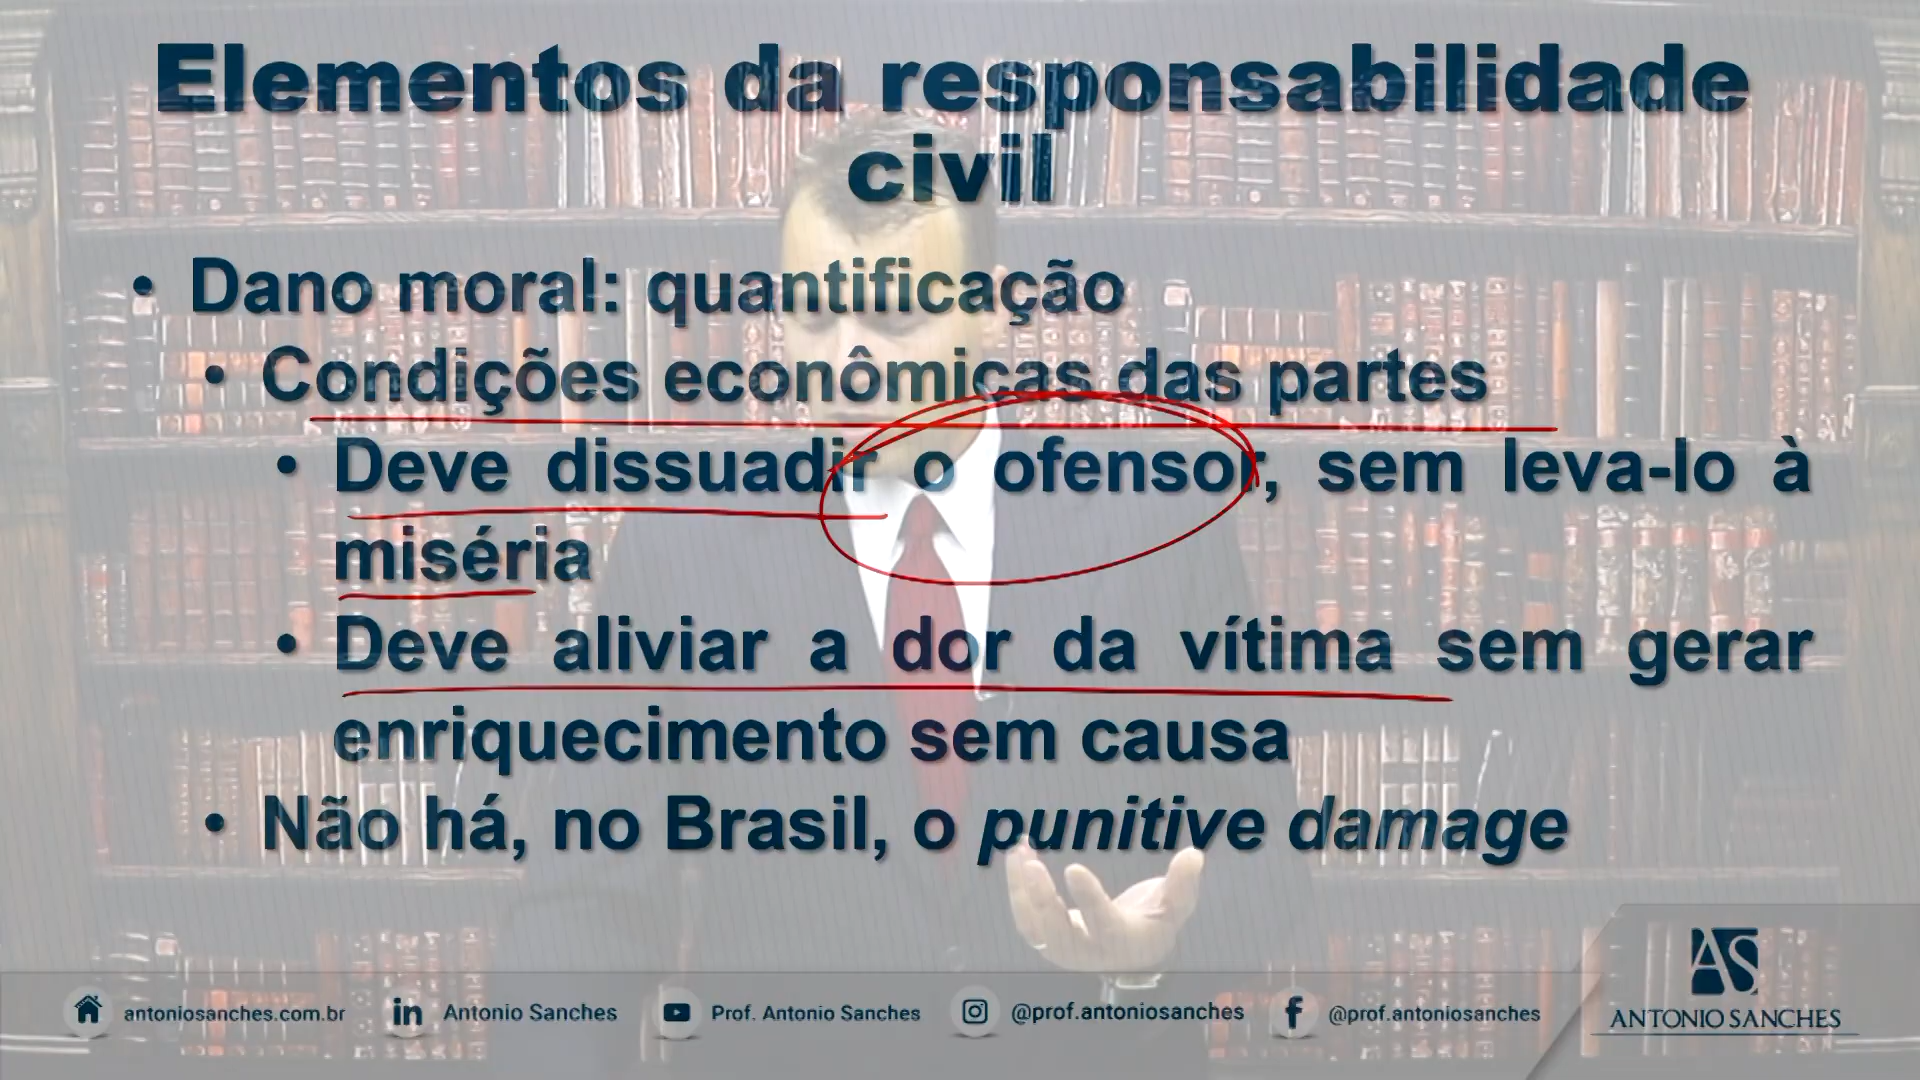 Elementos da responsabilidade
civil
• Dano moral: quantificação
• Condições econômicas das partes
• Deve dissuadir o ofensor, sem leva-lo à
miséria
• Deve aliviar a dor da vítima sem gerar
enriquecimento sem causa
• Não há, no Brasil, o punitive damage
antoniosanches.com.br
in Antonio Sanches
Prof. Antonio Sanches
@prof.antoniosanches
f @prof.antoniosanches
AS
ANTONIO SANCHES